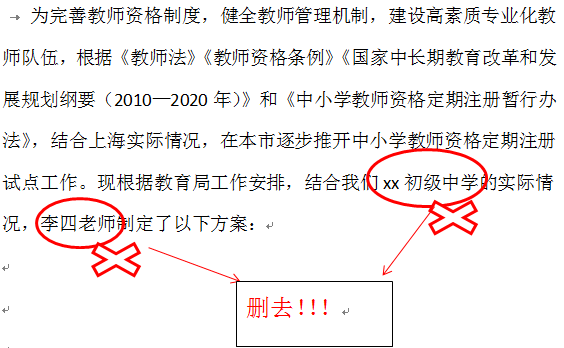 为完善教师资格制度，健全教师管理机制，建设高素质专业化教
师队伍，根据《教师法》《教师资格条例》《国家中长期教育改革和发
展规划纲要（2010—2020 年）》和《中小学教师资格定期注册暂行办
法》，结合上海实际情况，在本市逐步推开中小学教师资格定期注册
试点工作。现根据教育局工作安排，结合我们 xx 初级中学的实际情
况，李四老师制定了以下方案：
删去!!!